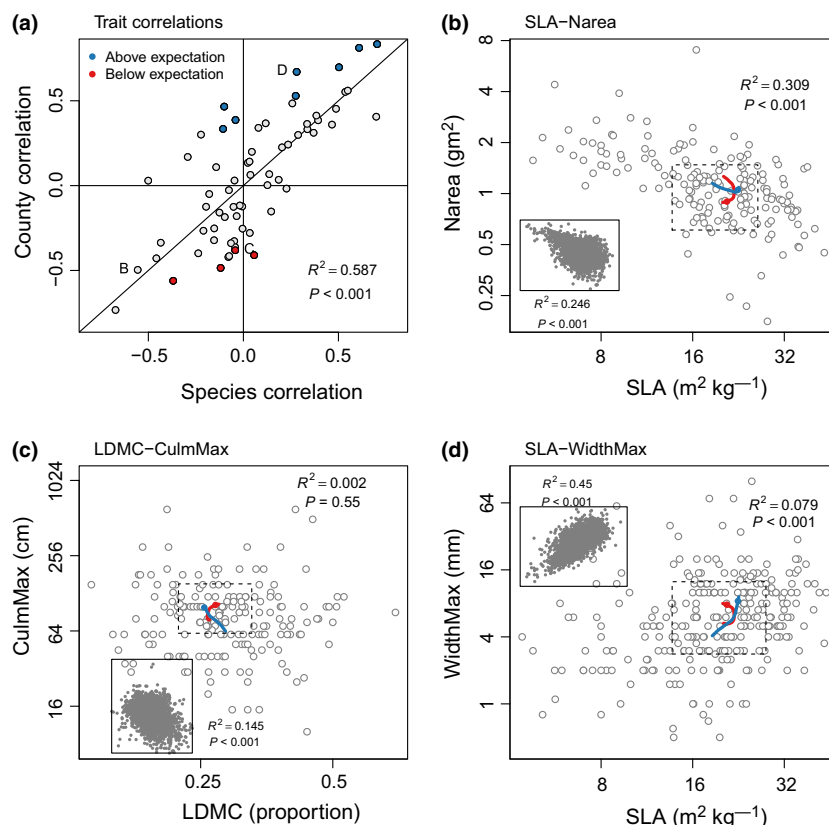 (a) Trait correlations
Above expectation
Below expectation
D
B
C
R² = 0.587
P < 0.001
County correlation
0.5
0.0
−0.5
−0.5 0.0 0.5
Species correlation
(b) SLA−Narea
R² = 0.309
P < 0.001
R² = 0.246
P < 0.001
Narea (gm²)
8
4
2
1
0.5
0.25
8 16 32
SLA (m² kg—¹)
(c) LDMC−CulmMax
R² = 0.002
P = 0.55
R² = 0.145
P < 0.001
CulmMax (cm)
1024
256
64
16
0.25 0.5
LDMC (proportion)
(d) SLA−WidthMax
R² = 0.45
P < 0.001
R² = 0.079
P < 0.001
WidthMax (mm)
64
16
4
1
8 16 32
SLA (m² kg—¹)